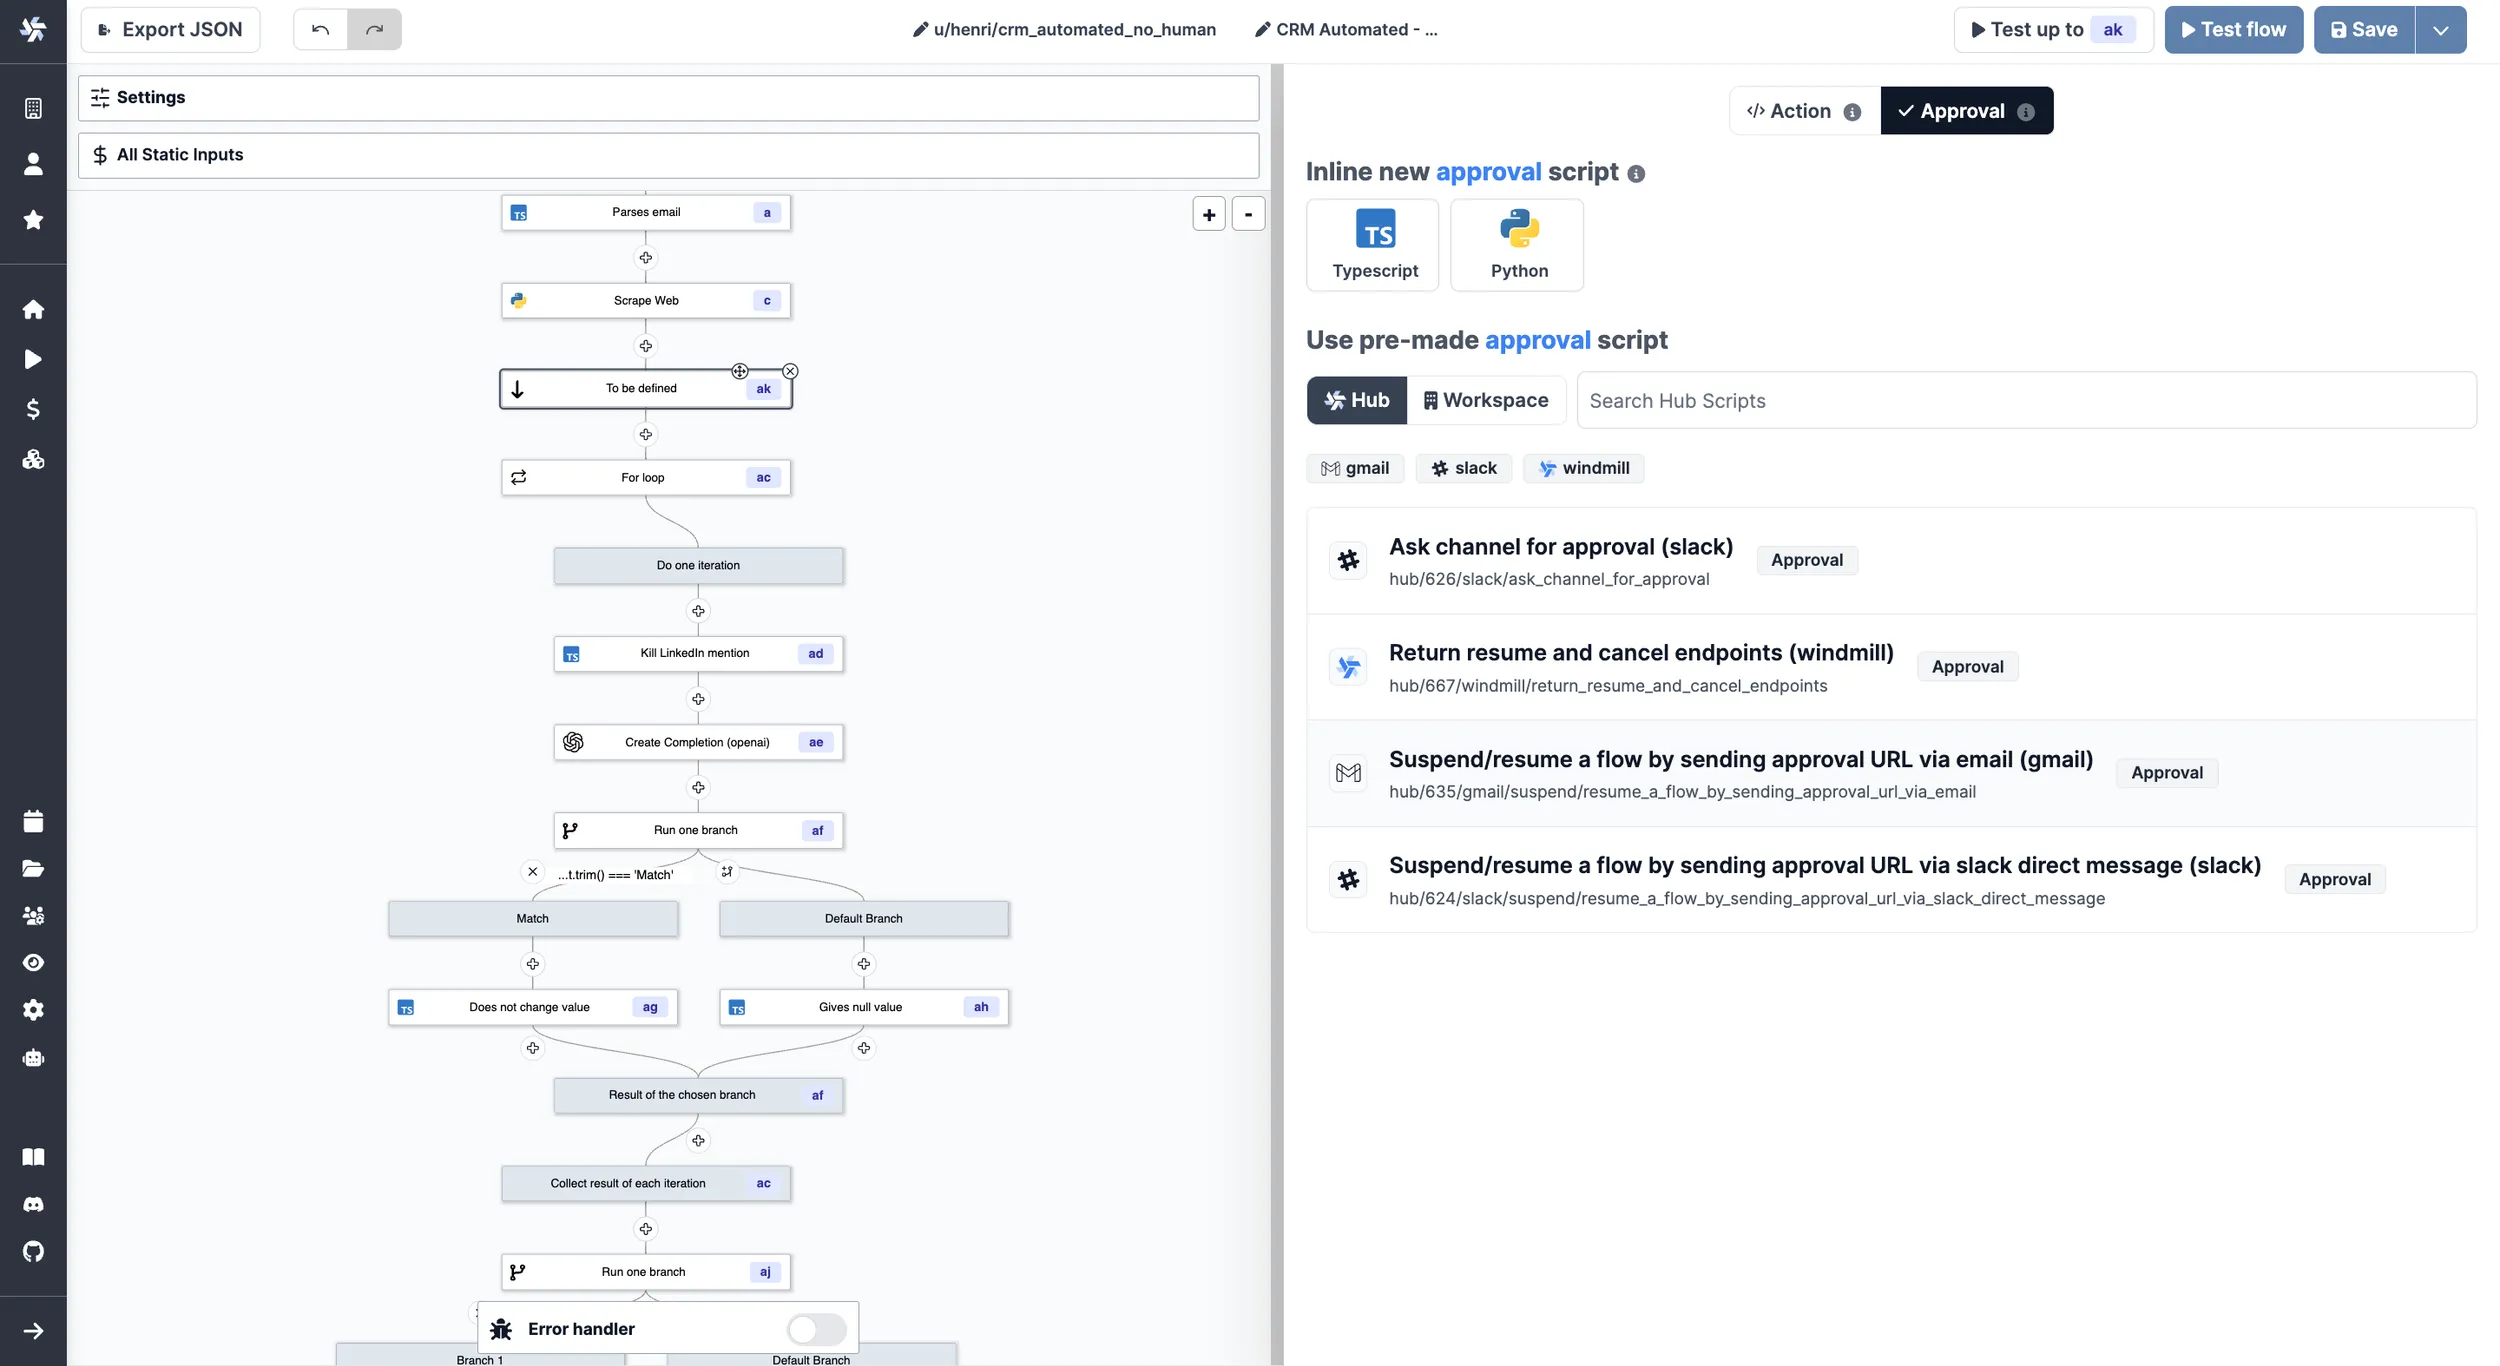 Export JSON
u/henri/crm_automated_no_human
CRM Automated - ...
Test up to ak
Test flow
Save
Settings
All Static Inputs
+ -
Parses email a
Scrape Web c
To be defined ak
For loop ac
Do one iteration
Kill LinkedIn mention ad
Create Completion (openai) ae
Run one branch af
...t.trim() === 'Match'
Match
Default Branch
Does not change value ag
Gives null value ah
Result of the chosen branch af
Collect result of each iteration ac
Run one branch aj
Error handler
Branch 1
Default Branch
Action
Approval
Inline new approval script
TS
Typescript
Python
Use pre-made approval script
Hub
Workspace
Search Hub Scripts
gmail
slack
windmill
Ask channel for approval (slack) Approval
hub/626/slack/ask_channel_for_approval
Return resume and cancel endpoints (windmill) Approval
hub/667/windmill/return_resume_and_cancel_endpoints
Suspend/resume a flow by sending approval URL via email (gmail) Approval
hub/635/gmail/suspend/resume_a_flow_by_sending_approval_url_via_email
Suspend/resume a flow by sending approval URL via slack direct message (slack) Approval
hub/624/slack/suspend/resume_a_flow_by_sending_approval_url_via_slack_direct_message